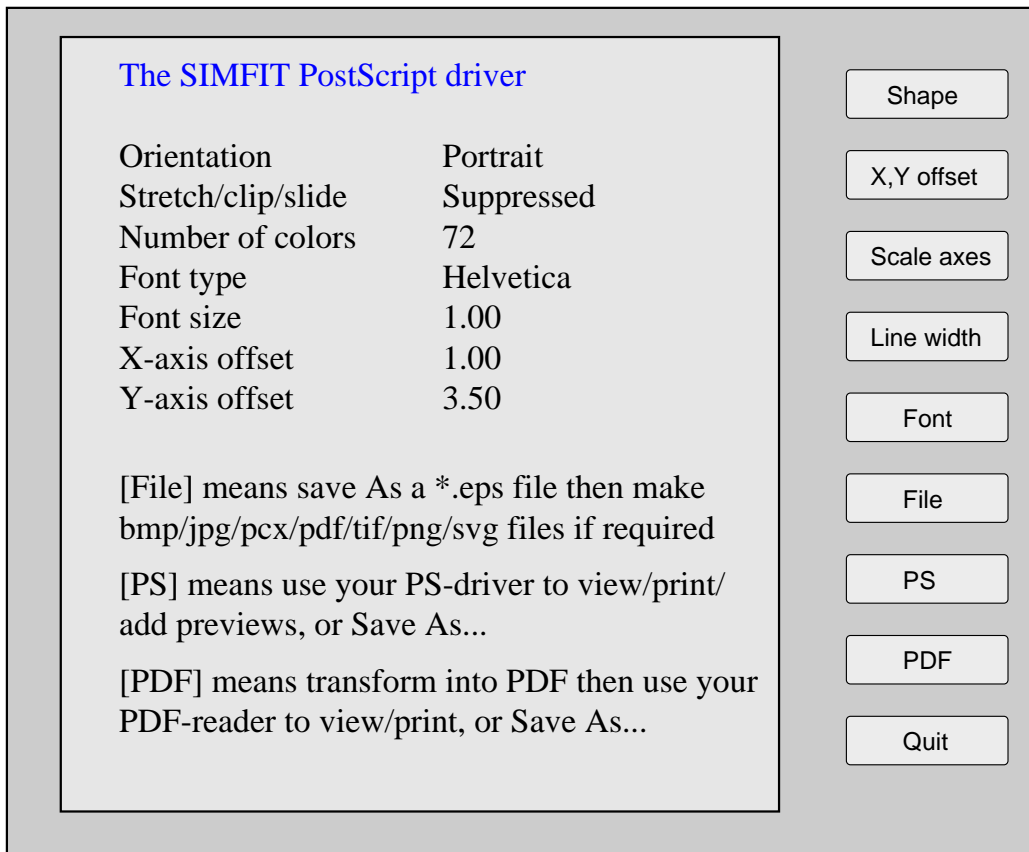 The SIMFIT PostScript driver
Orientation Portrait
Stretch/clip/slide Suppressed
Number of colors 72
Font type Helvetica
Font size 1.00
X-axis offset 1.00
Y-axis offset 3.50
[File] means save As a *.eps file then make
bmp/jpg/pcx/pdf/tif/png/svg files if required
[PS] means use your PS-driver to view/print/
add previews, or Save As...
[PDF] means transform into PDF then use your
PDF-reader to view/print, or Save As...
Shape
X,Y offset
Scale axes
Line width
Font
File
PS
PDF
Quit